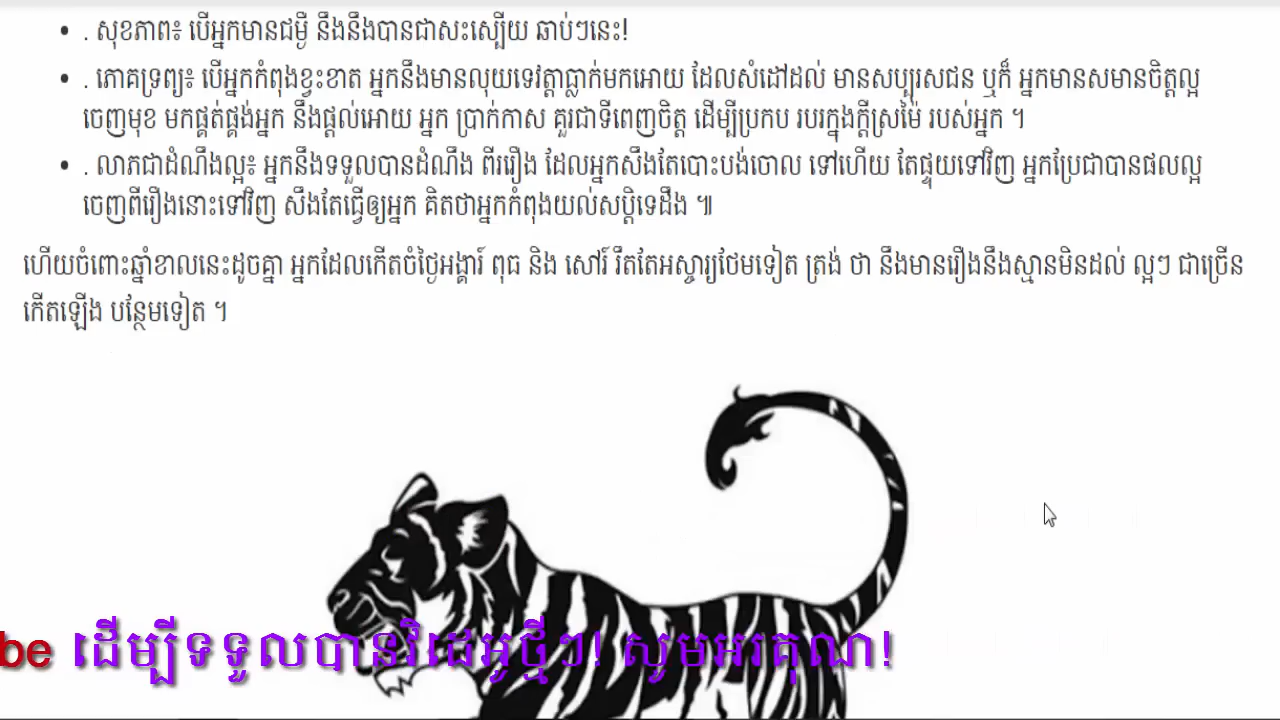 . សុខភាព៖ បើអ្នកមានជម្ងឺ នឹងនឹងបានជាសះស្បើយ ឆាប់ៗនេះ!
. ភោគទ្រព្យ៖ បើអ្នកកំពុងខ្វះខាត អ្នកនឹងមានលុយទេវត្តាធ្លាក់មកអោយ ដែលសំដៅដល់ មានសប្បុរសជន ឬក៏ អ្នកមានសមានចិត្តល្អ
ចេញមុខ មកផ្គត់ផ្គង់អ្នក នឹងផ្តល់អោយ អ្នក ប្រាក់កាស គួរជាទីពេញចិត្ត ដើម្បីប្រកប របរក្នុងក្តីស្រម៉ៃ របស់អ្នក ។
. លាភជាដំណឹងល្អ៖ អ្នកនឹងទទួលបានដំណឹង ពីររឿង ដែលអ្នកសឹងតែបោះបង់ចោល ទៅហើយ តែផ្ទុយទៅវិញ អ្នកប្រែជាបានផលល្អ
ចេញពីរឿងនោះទៅវិញ សឹងតែធ្វើឲ្យអ្នក គិតថាអ្នកកំពុងយល់សប្តិទេដឹង ៕
ហើយចំពោះឆ្នាំខាលនេះដូចគ្នា អ្នកដែលកើតចំថ្ងៃអង្គារ៍ ពុធ និង សៅរ៍ រឹតតែអស្ចារ្យថែមទៀត ត្រង់ ថា នឹងមានរឿងនឹងស្មានមិនដល់ ល្អៗ ជាច្រើន
កើតឡើង បន្ថែមទៀត ។
be ដើម្បីទទួលបានវិដេអូថ្មីៗ! សូមអរគុណ!